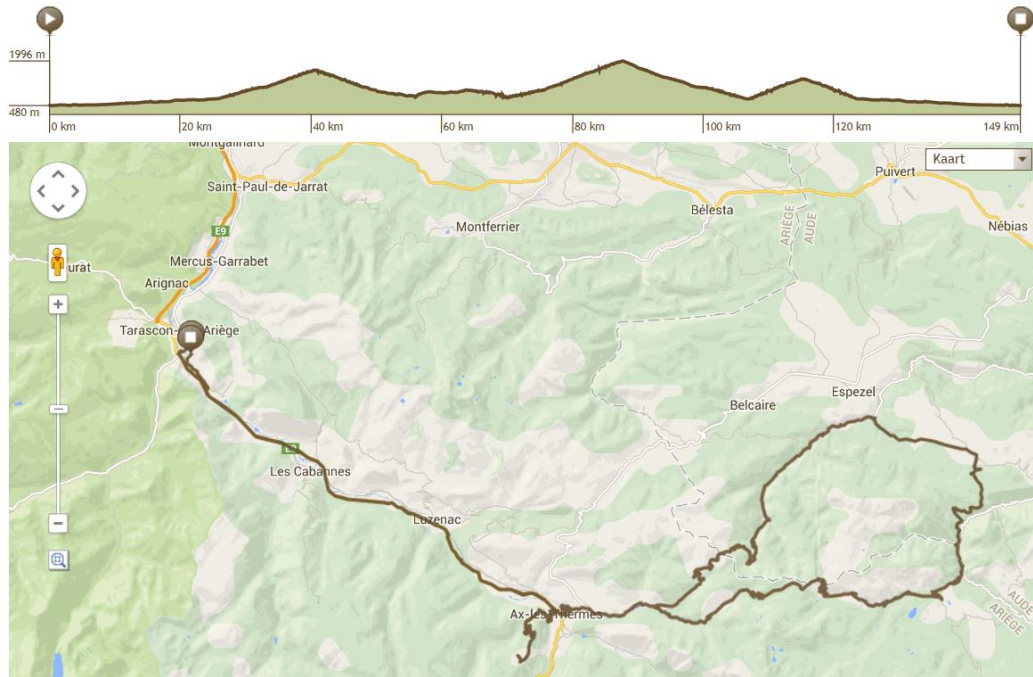 1996 m
480 m
0 km
20 km
40 km
60 km
80 km
100 km
120 km
149 km
Montgailhard
Kaart
Saint-Paul-de-Jarrat
Puivert
ARIÈGE
AUDE
Bélesta
Montferrier
Nébias
E9
Mercus-Garrabet
urat
Arignac
Tarascon- Ariège
Espezel
Belcaire
E9
Les Cabannes
Luzenac
Ax-les-Thermes
AUDE
ARIÈGE